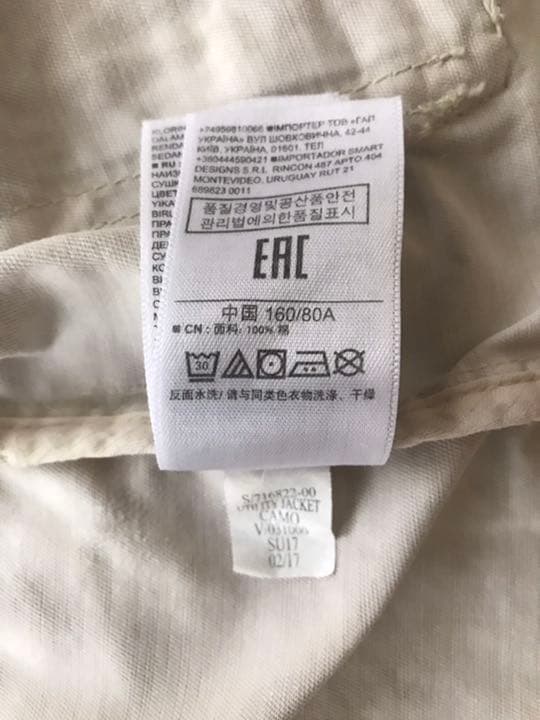 +74959810066 ■ІМПОРТЕР ТОВ «ГАП
УКРАЇНА» ВУЛ ШОВКОВИЧНА, 42-44
КИЇВ, УКРАЇНА, 01601. ТЕЛ
+380444590421 ■IMPORTADOR SMART
DESIGNS S.R.L RINCON 487 APTO.404
MONTEVIDEO, URUGUAY RUT 21
689823 0011
품질경영및공산품안전
관리법에의한품질표시
EAC
中国 160/80A
■ CN : 面料: 100% 棉
30
反面水洗/ 请与同类色衣物洗涤、干燥
S/716822-00
UTILITY JACKET
CAMO
SU17
02/17